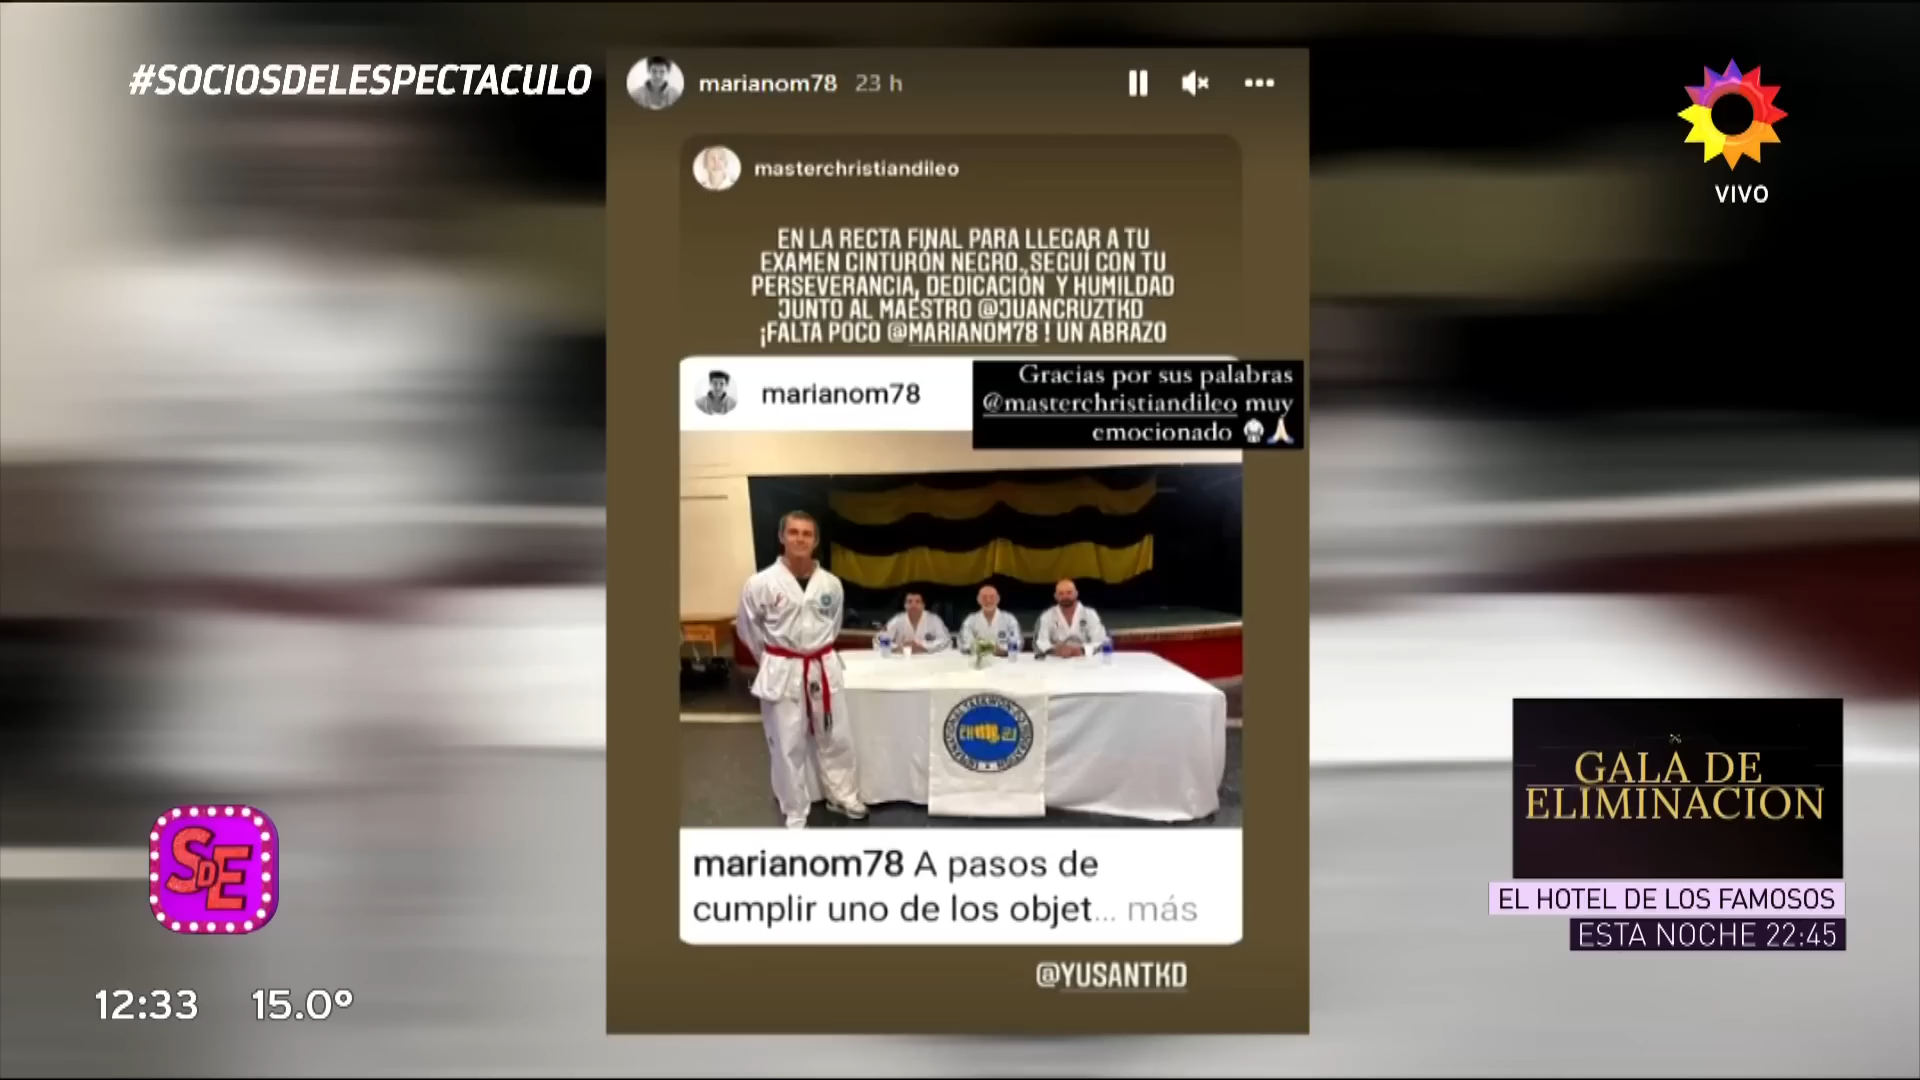 #SOCIOSDELESPECTACULO
marianom78 23 h
VIVO
masterchristiandileo
EN LA RECTA FINAL PARA LLEGAR A TU
EXAMEN CINTURÓN NEGRO. SEGUÍ CON TU
PERSEVERANCIA, DEDICACIÓN Y HUMILDAD
JUNTO AL MAESTRO @JUANCRUZTKD
¡FALTA POCO @MARIANOM78 ! UN ABRAZO
marianom78
Gracias por sus palabras
@masterchristiandileo muy
emocionado
marianom78 A pasos de
cumplir uno de los objet... más
@YUSANTKD
GALA DE
ELIMINACION
EL HOTEL DE LOS FAMOSOS
ESTA NOCHE 22:45
SDE
12:33 15.0°